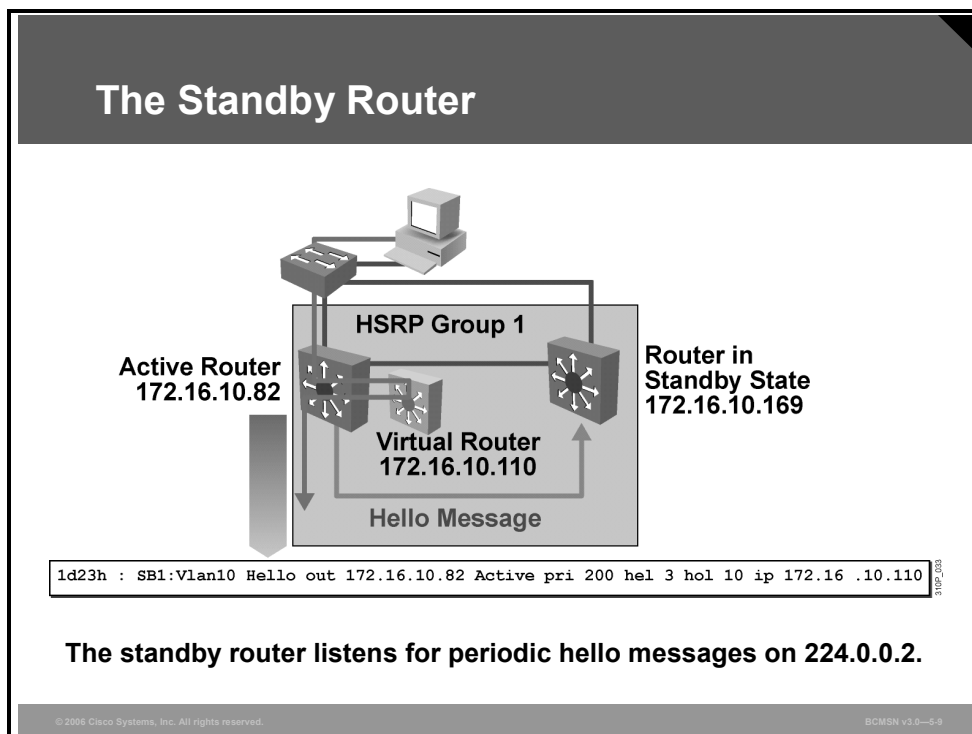 The Standby Router
HSRP Group 1
Active Router
172.16.10.82
Router in
Standby State
172.16.10.169
Virtual Router
172.16.10.110
Hello Message
1d23h : SB1:Vlan10 Hello out 172.16.10.82 Active pri 200 hel 3 hol 10 ip 172.16 .10.110
310P_033
The standby router listens for periodic hello messages on 224.0.0.2.
© 2006 Cisco Systems, Inc. All rights reserved.
BCMSN v3.0—5-9